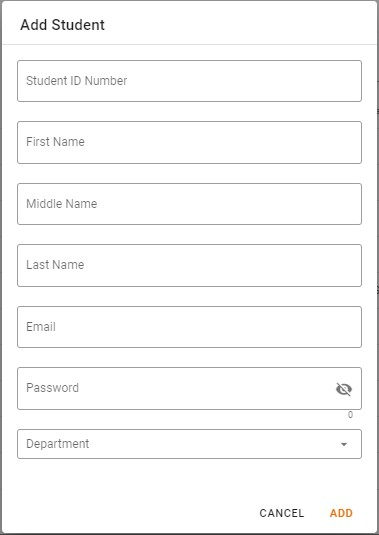 Add Student
Student ID Number
First Name
Middle Name
Last Name
Email
Password
0
Department
CANCEL ADD